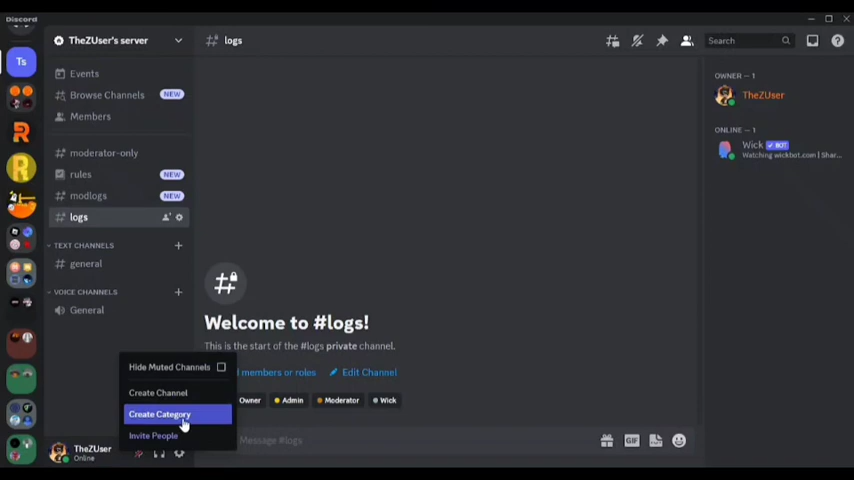 Discord
Ts
TheZUser's server
logs
Search
Events
Browse Channels NEW
Members
moderator-only
rules NEW
modlogs NEW
logs
TEXT CHANNELS
general
VOICE CHANNELS
General
Hide Muted Channels
Create Channel
Create Category
Invite People
TheZUser
Online
Welcome to #logs!
This is the start of the #logs private channel.
members or roles Edit Channel
Owner Admin Moderator Wick
Message #logs
GIF
OWNER — 1
TheZUser
ONLINE — 1
Wick ✓ BOT
Watching wickbot.com | Shar...